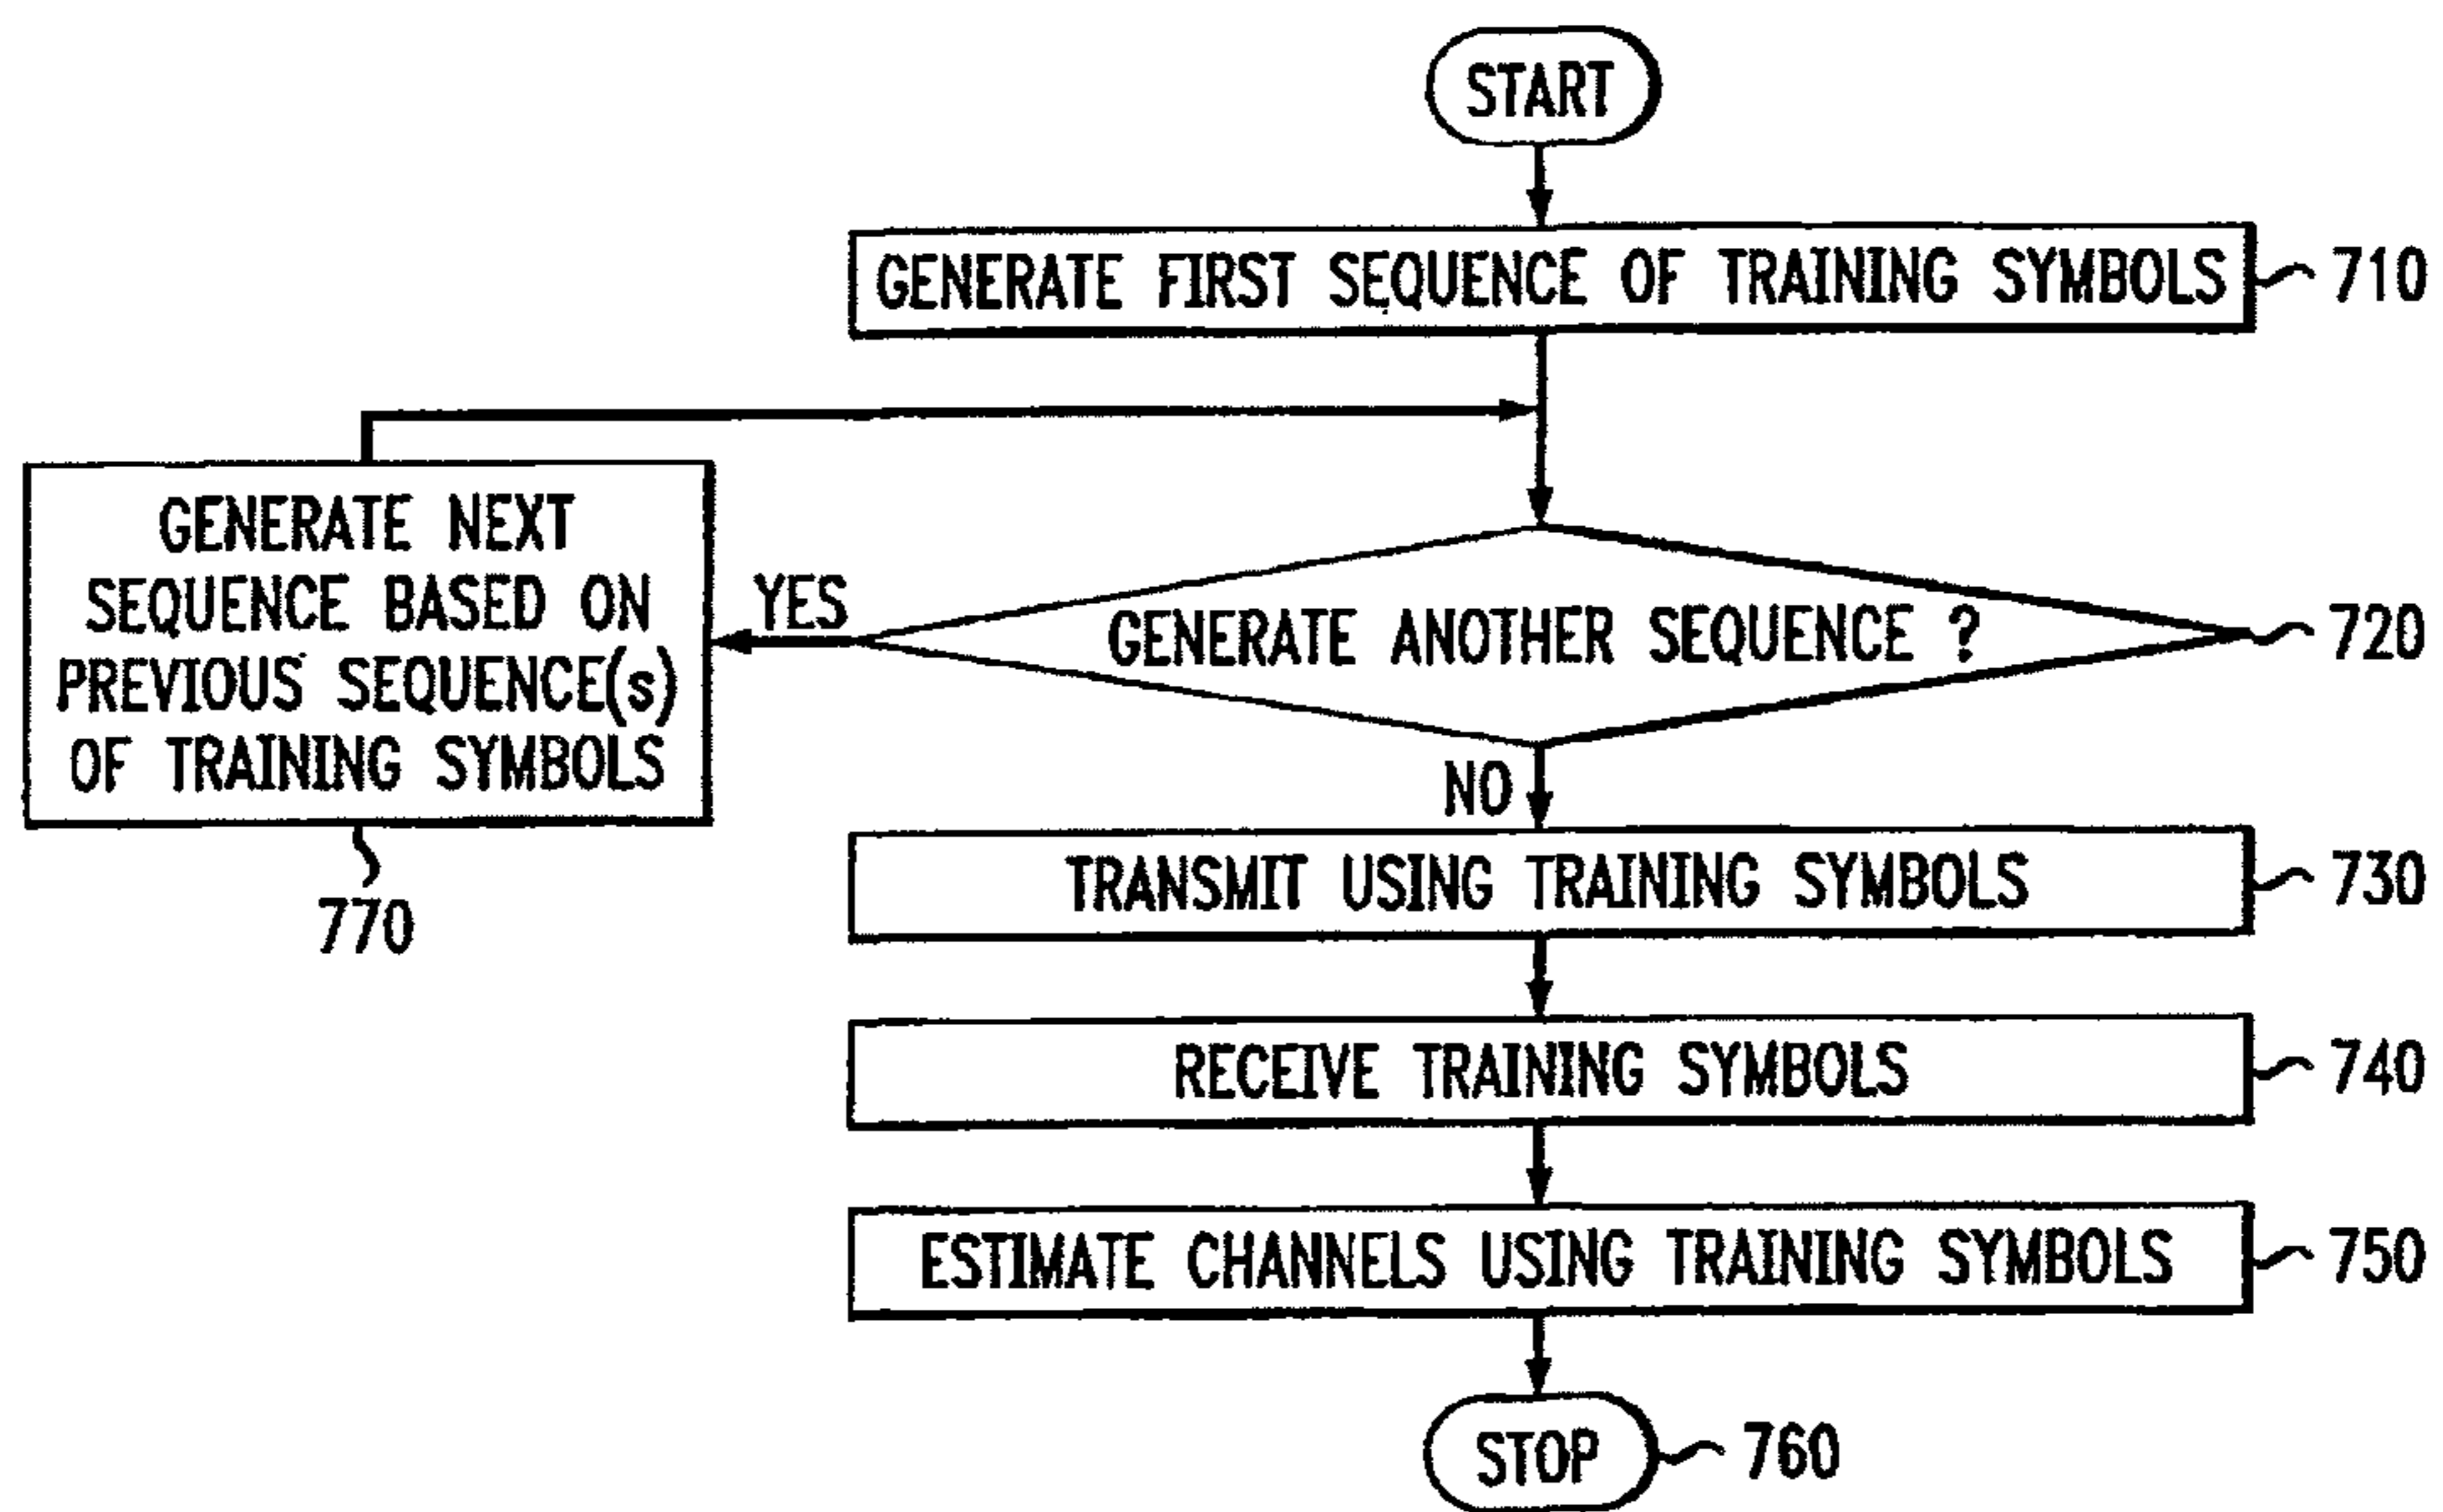 START
GENERATE FIRST SEQUENCE OF TRAINING SYMBOLS
710
GENERATE NEXT
SEQUENCE BASED ON
PREVIOUS SEQUENCE(s)
OF TRAINING SYMBOLS
770
YES
GENERATE ANOTHER SEQUENCE ?
720
NO
TRANSMIT USING TRAINING SYMBOLS
730
RECEIVE TRAINING SYMBOLS
740
ESTIMATE CHANNELS USING TRAINING SYMBOLS
750
STOP
760